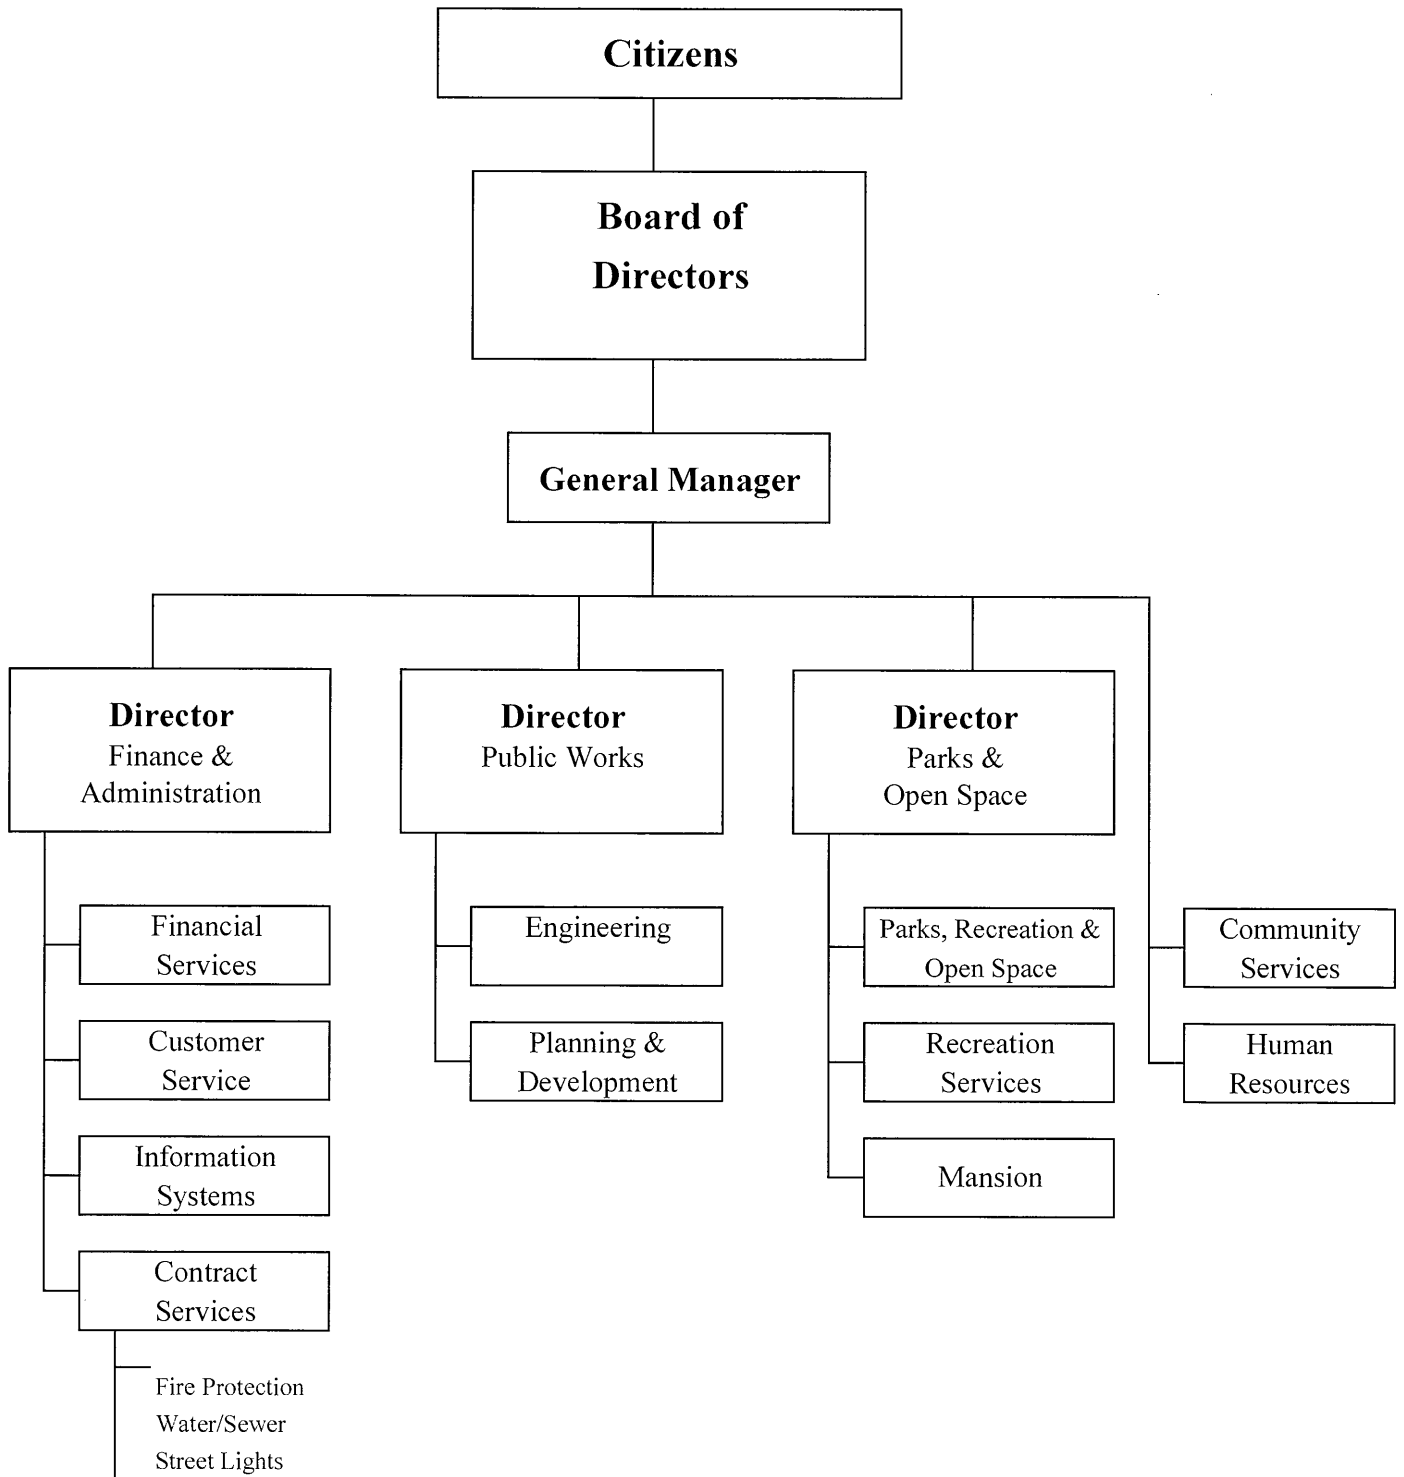 Citizens
Board of
Directors
General Manager
Director
Finance &
Administration
Director
Public Works
Director
Parks &
Open Space
Financial
Services
Customer
Service
Information
Systems
Contract
Services
Fire Protection
Water/Sewer
Street Lights
Engineering
Planning &
Development
Parks, Recreation &
Open Space
Recreation
Services
Mansion
Community
Services
Human
Resources